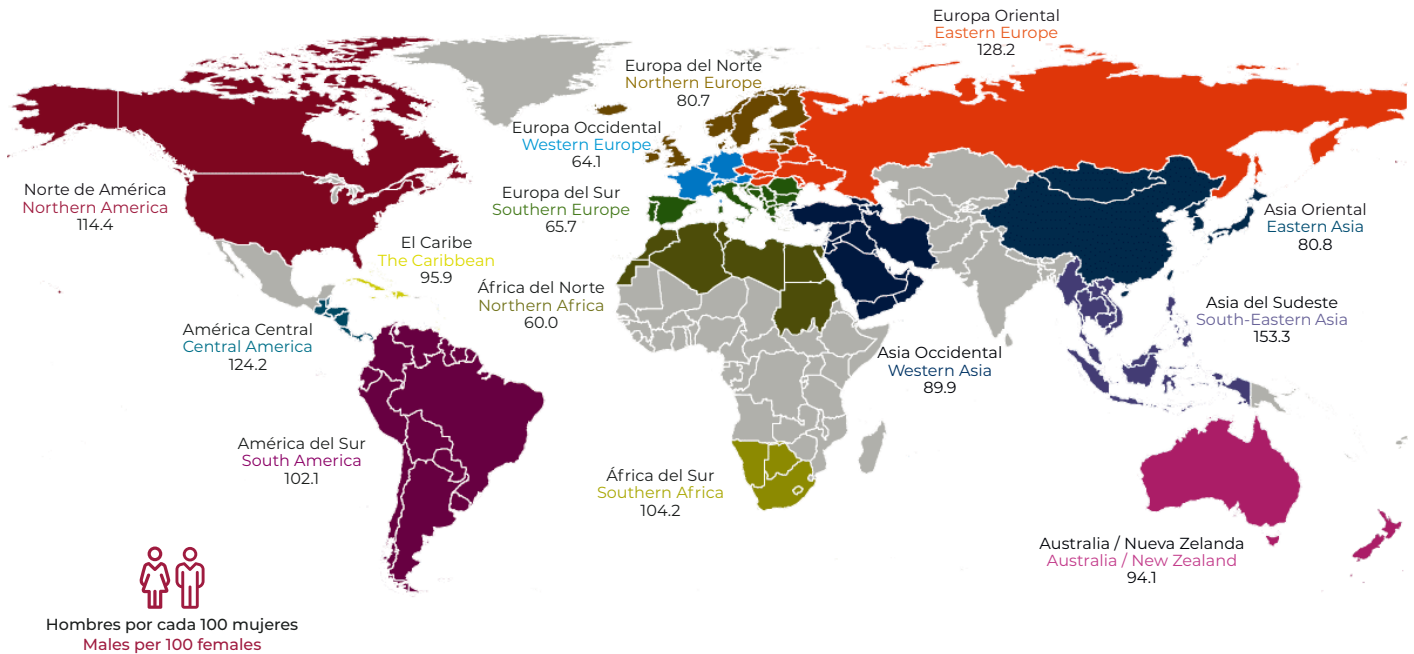 Europa Oriental
Eastern Europe
128.2
Europa del Norte
Northern Europe
80.7
Europa Occidental
Western Europe
64.1
Norte de América
Northern America
114.4
Europa del Sur
Southern Europe
65.7
Asia Oriental
Eastern Asia
80.8
El Caribe
The Caribbean
95.9
África del Norte
Northern Africa
60.0
Asia del Sudeste
South-Eastern Asia
153.3
América Central
Central America
124.2
Asia Occidental
Western Asia
89.9
América del Sur
South America
102.1
África del Sur
Southern Africa
104.2
Australia / Nueva Zelanda
Australia / New Zealand
94.1
Hombres por cada 100 mujeres
Males per 100 females